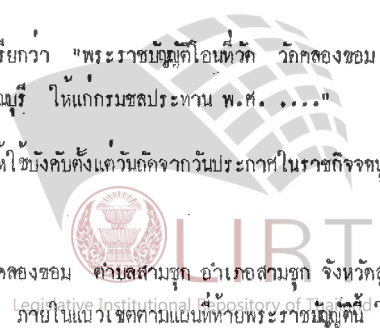 รียกว่า "พระราชบัญญัติโอนที่วัด วัดคลองขอม
ณบุรี ให้แก่กรมชลประทาน พ.ศ. ...."
ห้ใช้บังคับตั้งแต่วันถัดจากวันประกาศในราชกิจจานุ
LIRT
คลองขอม ตำบลสามชุก อำเภอสามชุก จังหวัดสุ
Legislative Institutional Repository of Thailand
ภายในแนวเขตตามแผนที่ท้ายพระราชบัญญัตินี้